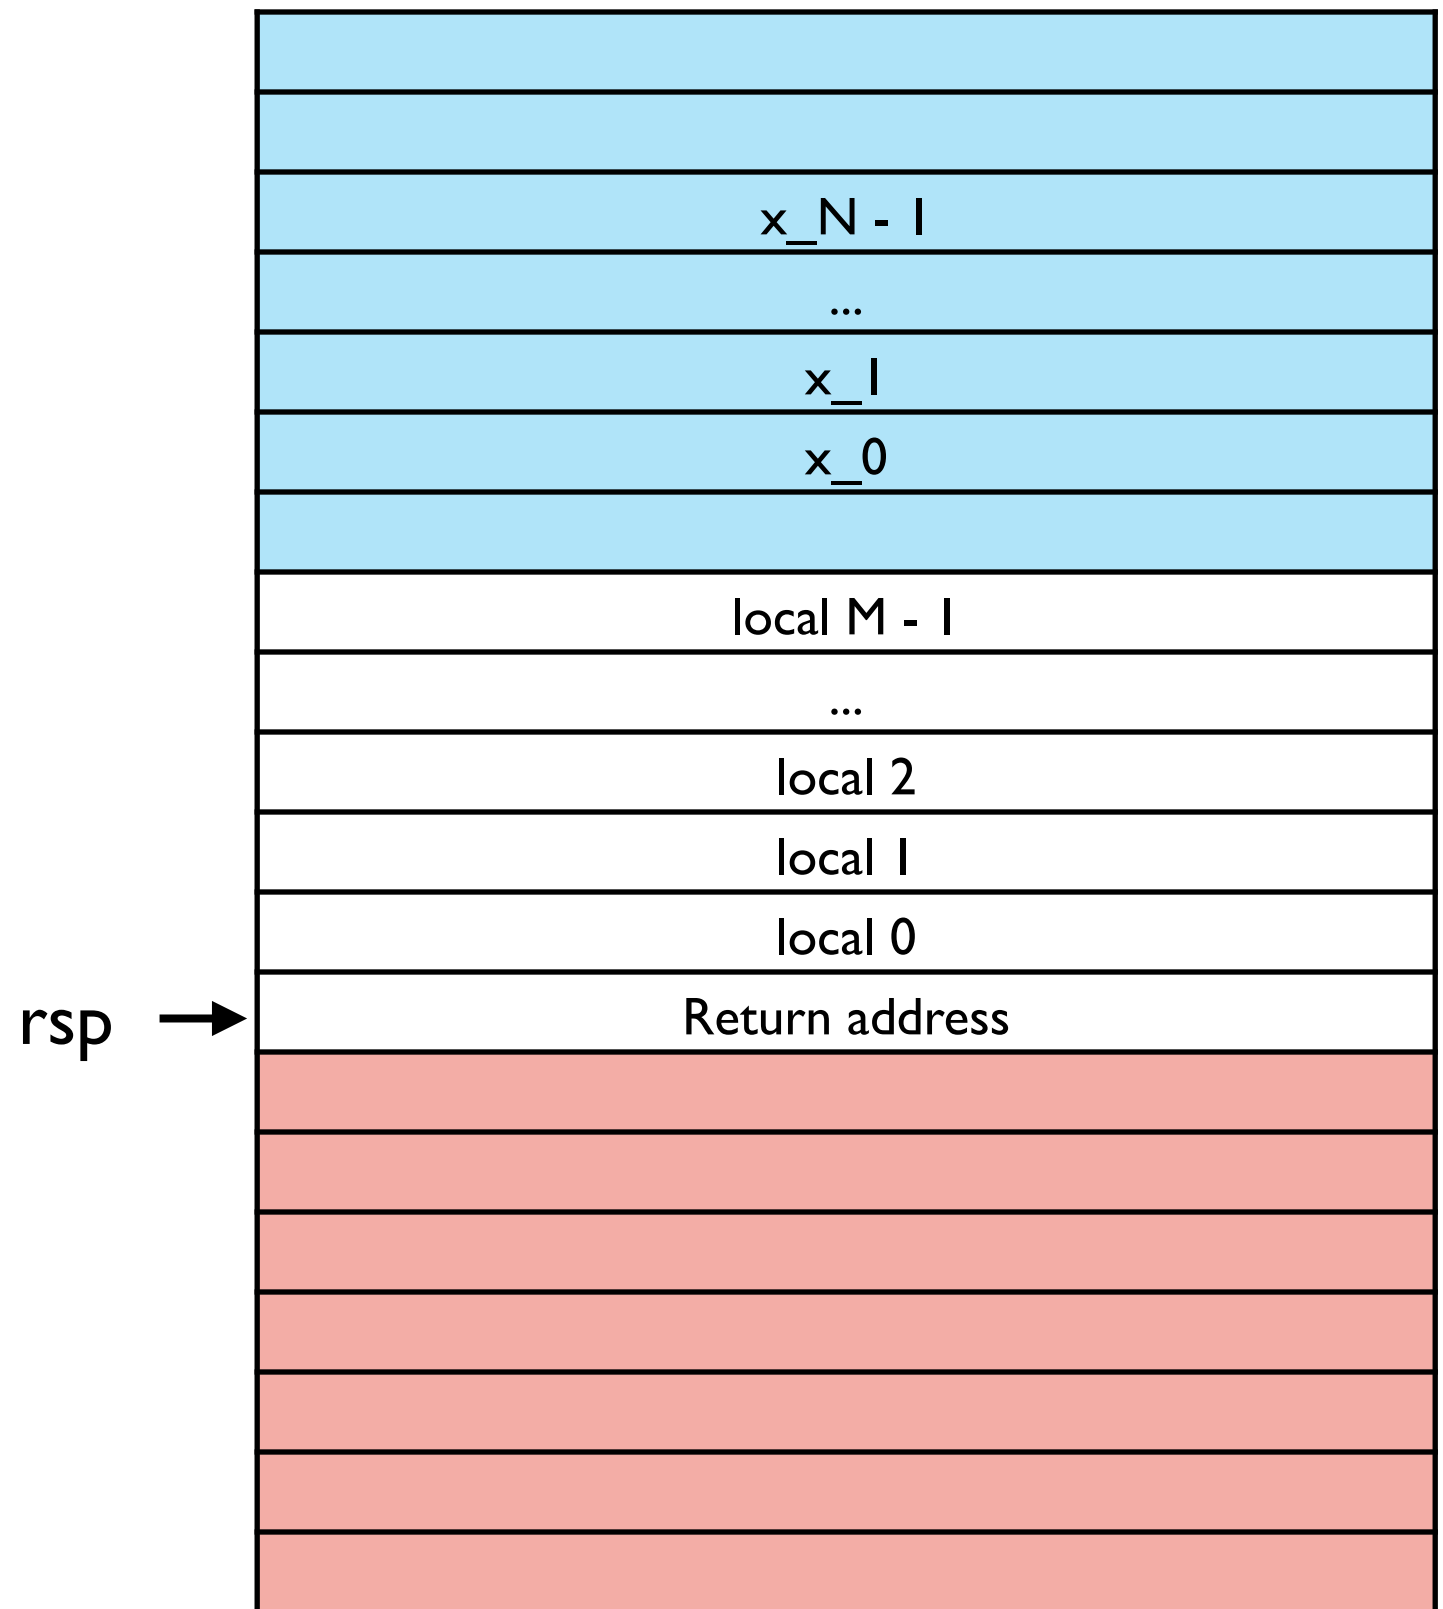 x_N - 1
...
x_1
x_0
local M - 1
...
local 2
local 1
local 0
rsp
Return address